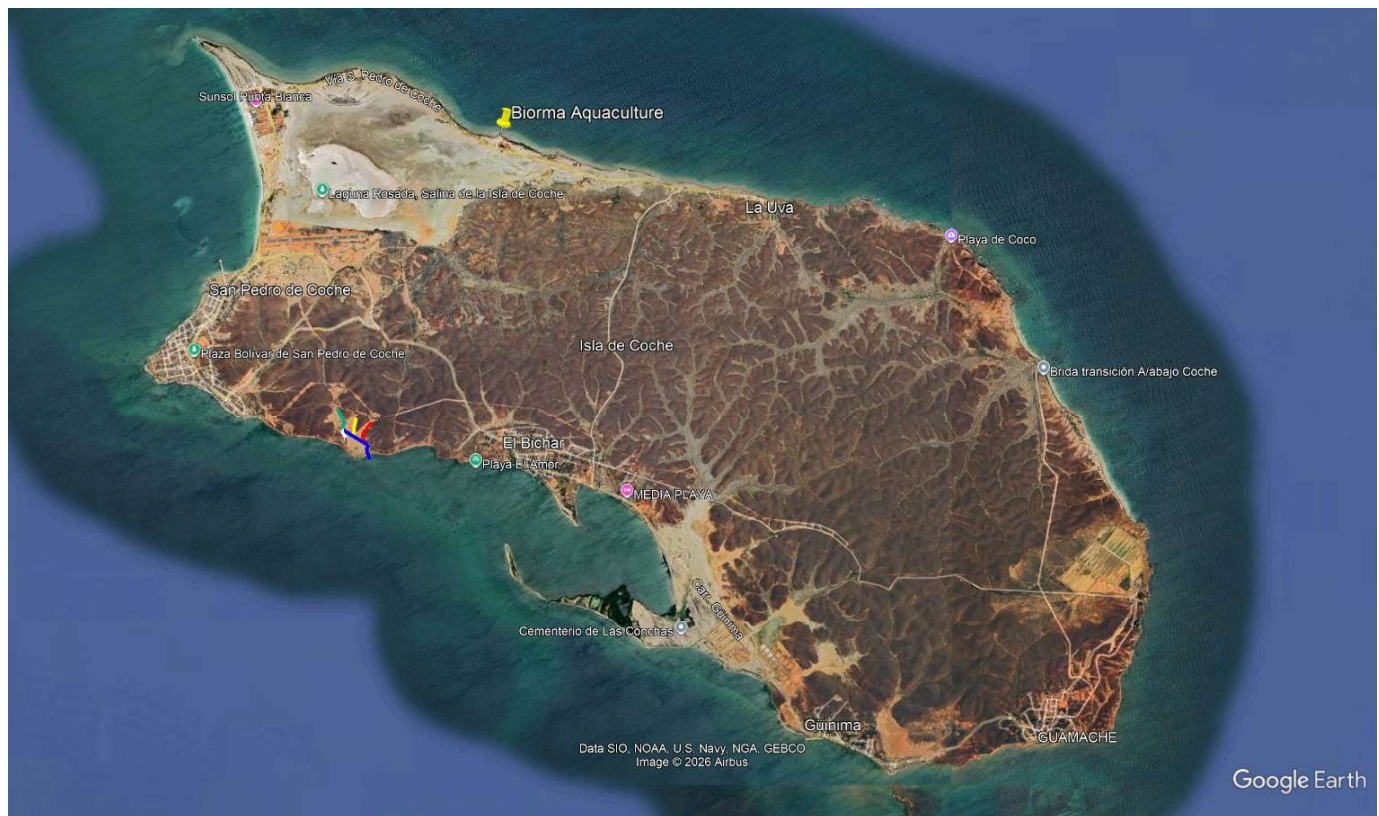 Vía S. Pedro de Coche
Sunsol Punta Blanca
Biorma Aquaculture
Laguna Rosada, Salina de la Isla de Coche
La Uva
Playa de Coco
San Pedro de Coche
Isla de Coche
Plaza Bolívar de San Pedro de Coche
Brida transición A/abajo Coche
El Bichar
Playa El Amor
MEDIA PLAYA
Carr. Güinima
Cementerio de Las Conchas
Güinima
GUAMACHE
Data SIO, NOAA, U.S. Navy, NGA, GEBCO
Image © 2026 Airbus
Google Earth